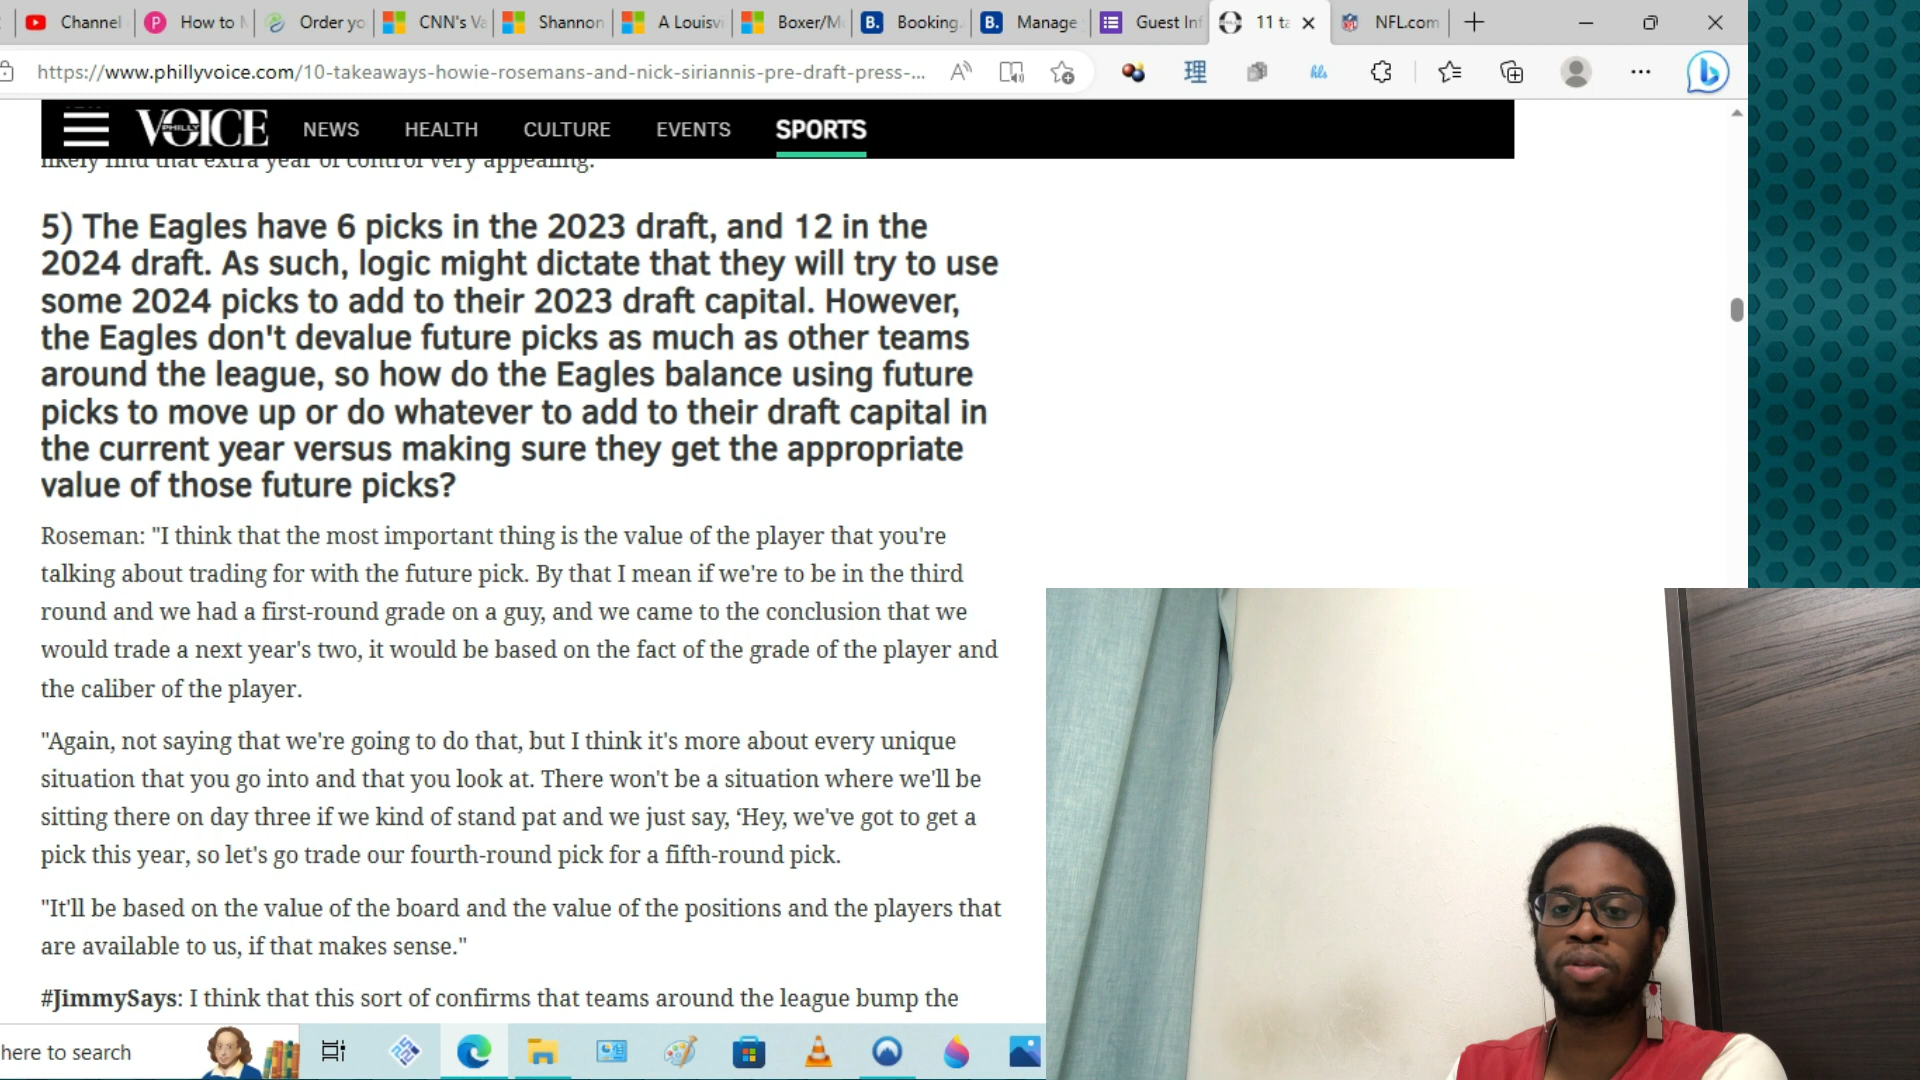 Channel
How to N
Order yo
CNN's Va
Shannon
A Louisv
Boxer/M
Booking.
Manage
Guest Inf
11 ta
NFL.com
https://www.phillyvoice.com/10-takeaways-howie-rosemans-and-nick-siriannis-pre-draft-press-...
理
hls
PHILLY VOICE NEWS HEALTH CULTURE EVENTS SPORTS
likely find that extra year of control very appealing.
5) The Eagles have 6 picks in the 2023 draft, and 12 in the
2024 draft. As such, logic might dictate that they will try to use
some 2024 picks to add to their 2023 draft capital. However,
the Eagles don't devalue future picks as much as other teams
around the league, so how do the Eagles balance using future
picks to move up or do whatever to add to their draft capital in
the current year versus making sure they get the appropriate
value of those future picks?
Roseman: "I think that the most important thing is the value of the player that you're
talking about trading for with the future pick. By that I mean if we're to be in the third
round and we had a first-round grade on a guy, and we came to the conclusion that we
would trade a next year's two, it would be based on the fact of the grade of the player and
the caliber of the player.
"Again, not saying that we're going to do that, but I think it's more about every unique
situation that you go into and that you look at. There won't be a situation where we'll be
sitting there on day three if we kind of stand pat and we just say, ‘Hey, we've got to get a
pick this year, so let's go trade our fourth-round pick for a fifth-round pick.
"It'll be based on the value of the board and the value of the positions and the players that
are available to us, if that makes sense."
#JimmySays: I think that this sort of confirms that teams around the league bump the
here to search